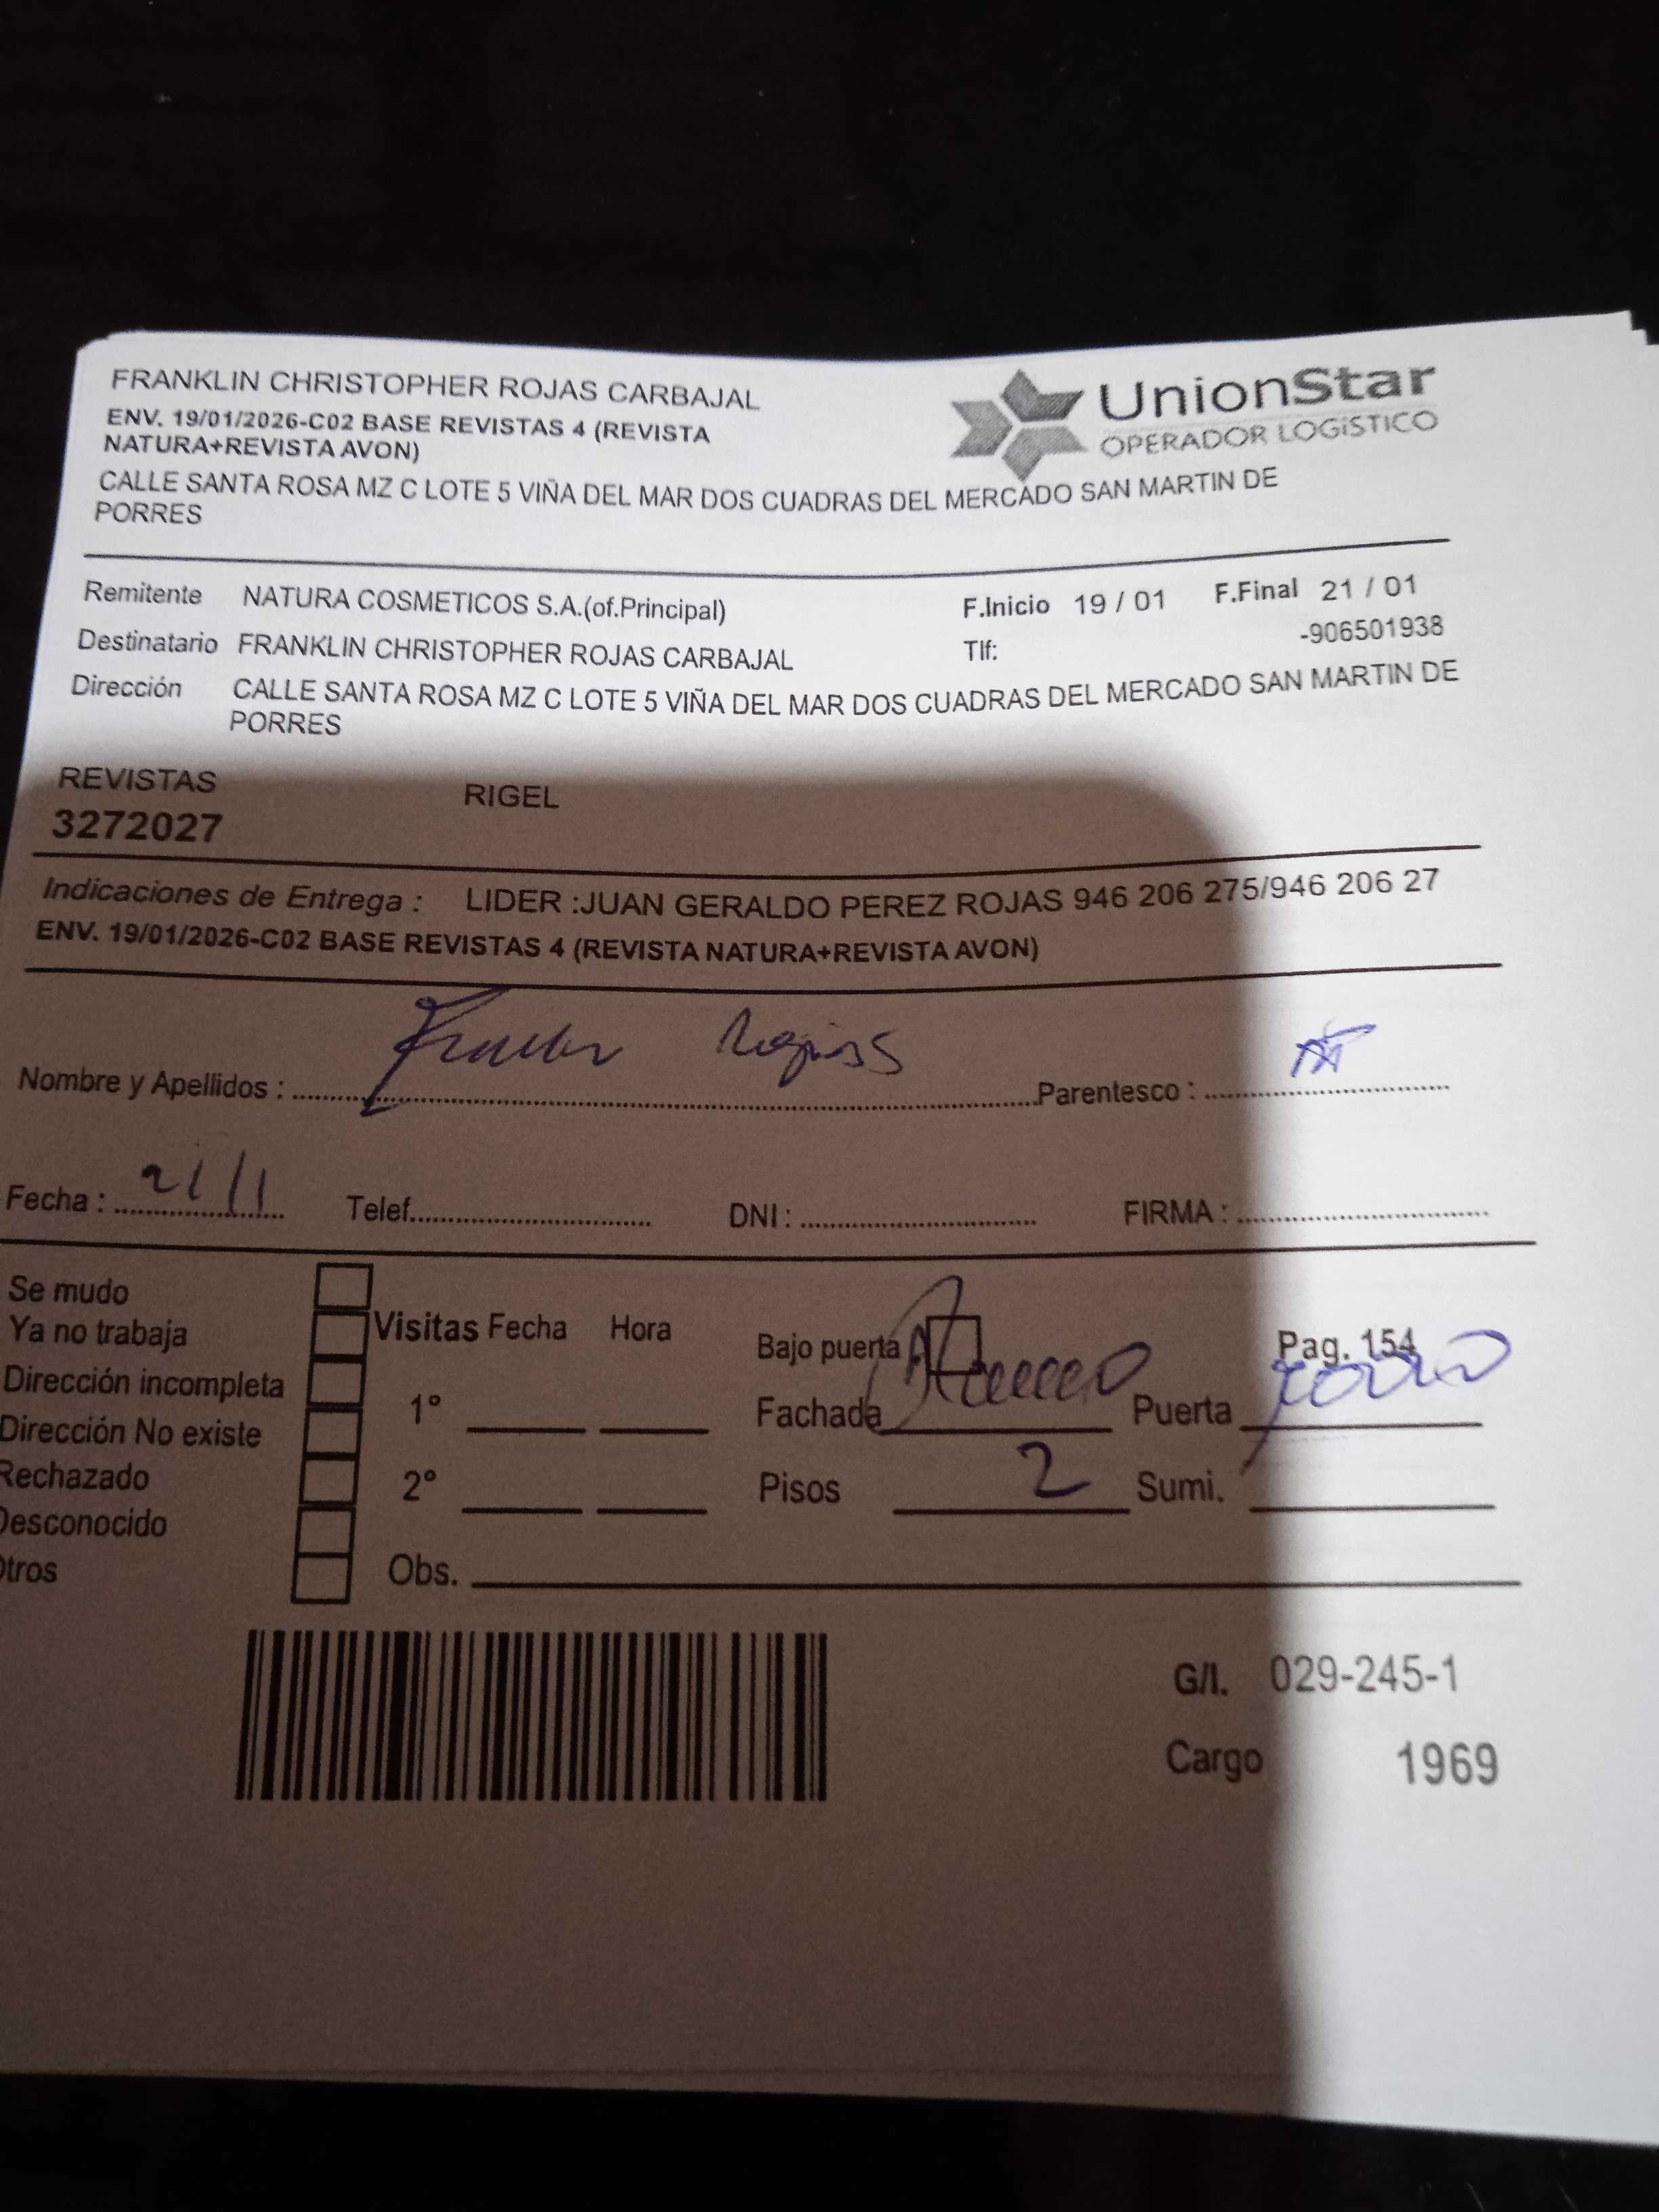 FRANKLIN CHRISTOPHER ROJAS CARBAJAL
ENV. 19/01/2026-C02 BASE REVISTAS 4 (REVISTA
NATURA+REVISTA AVON)
UnionStar
OPERADOR LOGÍSTICO
CALLE SANTA ROSA MZ C LOTE 5 VIÑA DEL MAR DOS CUADRAS DEL MERCADO SAN MARTIN DE
PORRES
Remitente NATURA COSMETICOS S.A.(of.Principal) F.Inicio 19 / 01 F.Final 21 / 01
Destinatario FRANKLIN CHRISTOPHER ROJAS CARBAJAL Tlf: -906501938
Dirección CALLE SANTA ROSA MZ C LOTE 5 VIÑA DEL MAR DOS CUADRAS DEL MERCADO SAN MARTIN DE
PORRES
REVISTAS RIGEL
3272027
Indicaciones de Entrega : LIDER :JUAN GERALDO PEREZ ROJAS 946 206 275/946 206 27
ENV. 19/01/2026-C02 BASE REVISTAS 4 (REVISTA NATURA+REVISTA AVON)
Nombre y Apellidos : Parentesco :
Fecha : 21/1 Telef. DNI : FIRMA :
Se mudo
Ya no trabaja Visitas Fecha Hora Bajo puerta Pag. 154
Dirección incompleta 1° Fachada Puerta
Dirección No existe
Rechazado 2° Pisos 2 Sumi.
Desconocido
Otros Obs.
G/I. 029-245-1
Cargo 1969